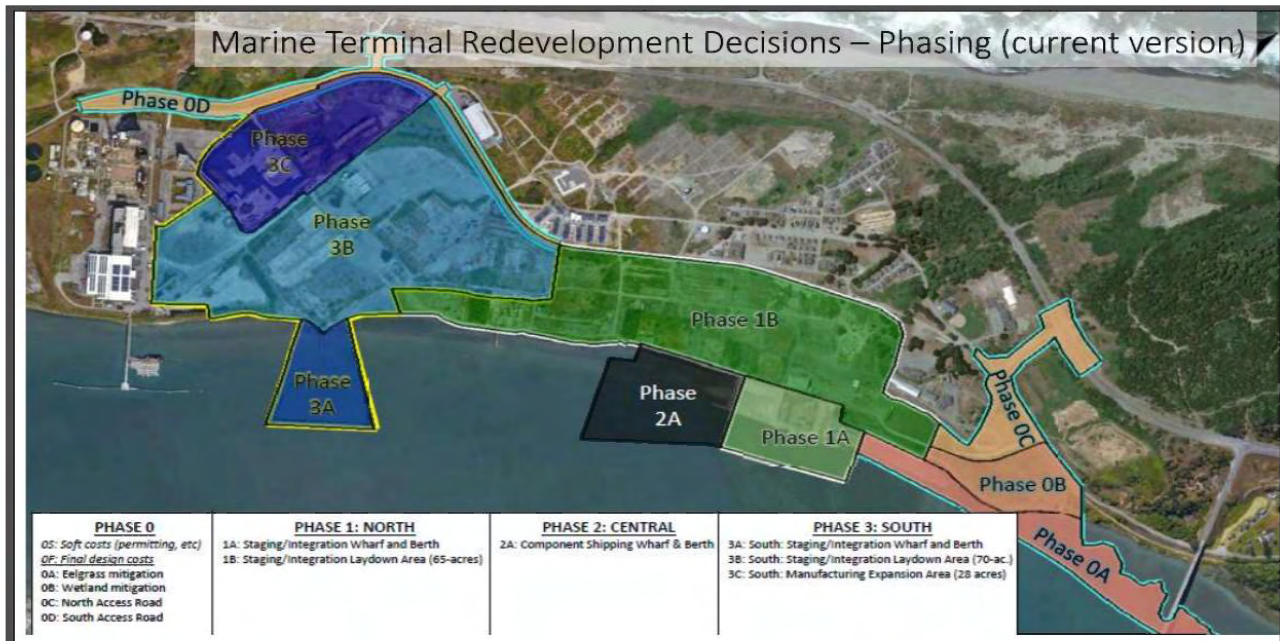 Marine Terminal Redevelopment Decisions – Phasing (current version)
Phase 0D
Phase
3C
Phase
3B
Phase 1B
Phase
3A
Phase
2A
Phase 1A
Phase 0C
Phase 0B
Phase 0A
PHASE 0
0S: Soft costs (permitting, etc)
0F: Final design costs
0A: Eelgrass mitigation
0B: Wetland mitigation
0C: North Access Road
0D: South Access Road
PHASE 1: NORTH
1A: Staging/Integration Wharf and Berth
1B: Staging/Integration Laydown Area (65-acres)
PHASE 2: CENTRAL
2A: Component Shipping Wharf & Berth
PHASE 3: SOUTH
3A: South: Staging/Integration Wharf and Berth
3B: South: Staging/Integration Laydown Area (70-ac.)
3C: South: Manufacturing Expansion Area (28 acres)